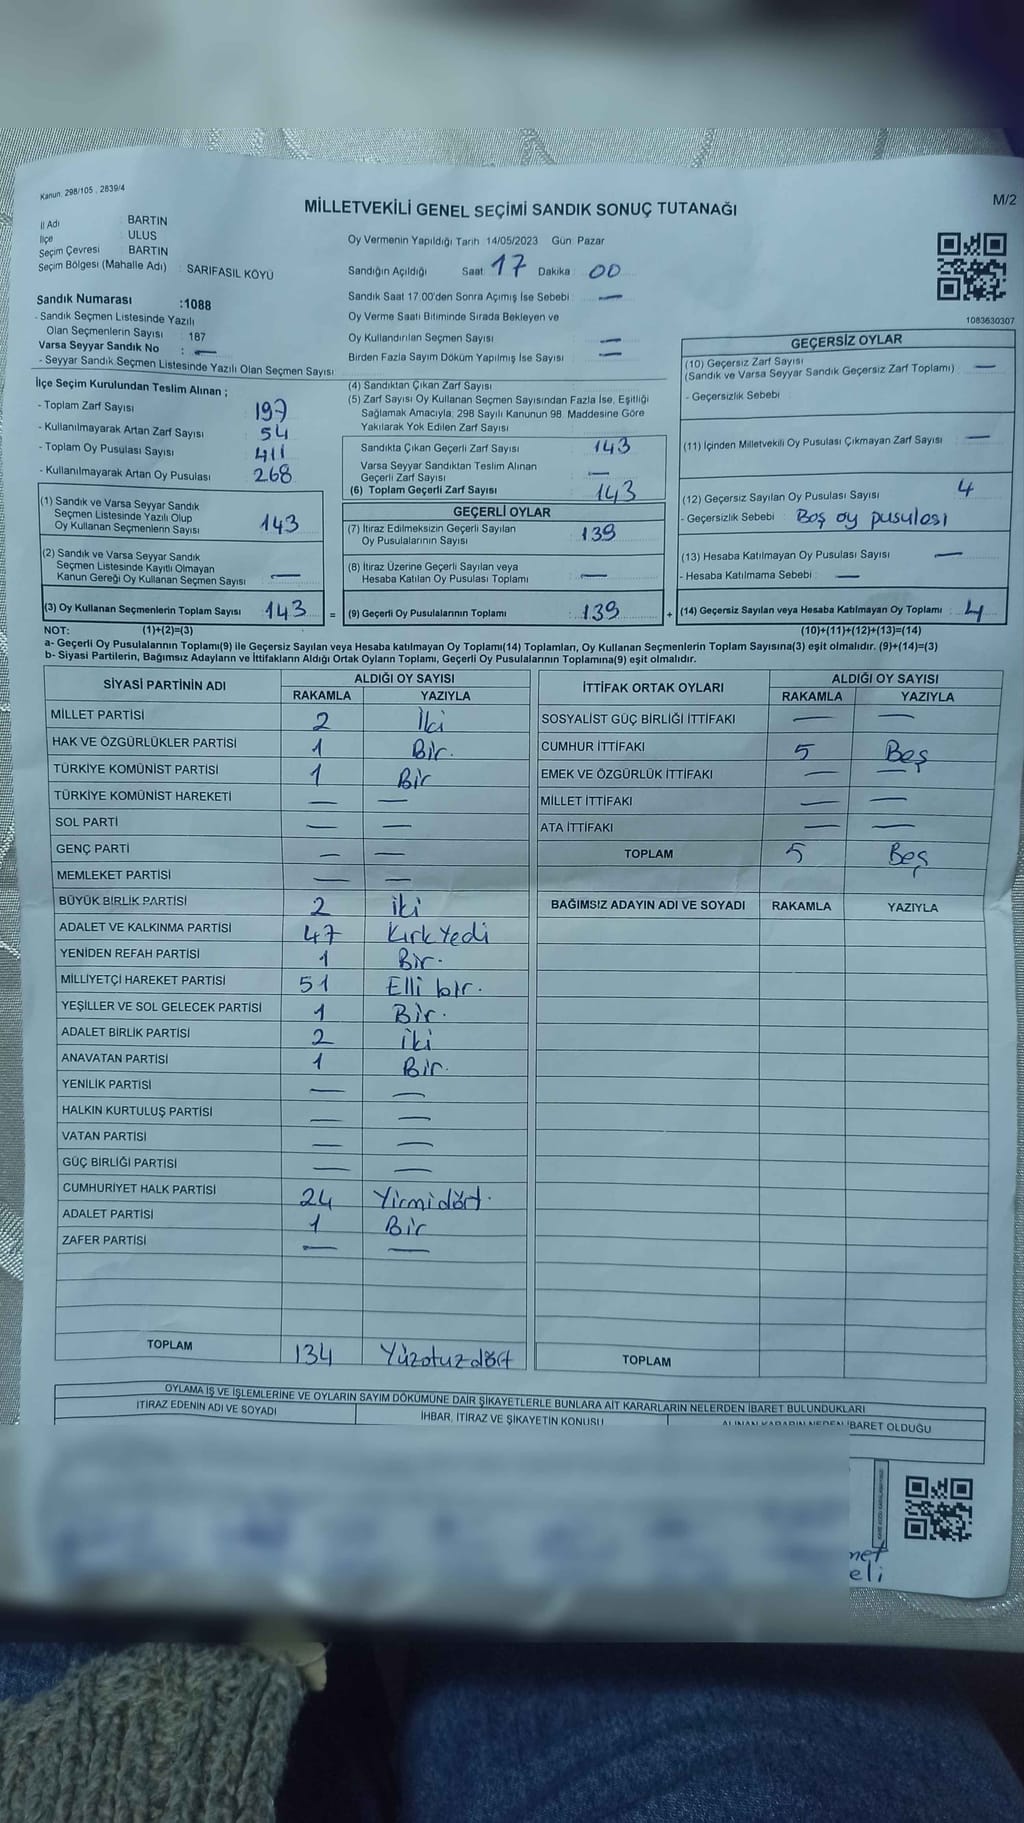 Kanun. 298/105 . 2839/4
MİLLETVEKİLİ GENEL SEÇİMİ SANDIK SONUÇ TUTANAĞI
M/2
İl Adı : BARTIN
İlçe : ULUS
Seçim Çevresi : BARTIN
Seçim Bölgesi (Mahalle Adı) : SARIFASIL KÖYÜ
Sandık Numarası :1088
- Sandık Seçmen Listesinde Yazılı
Olan Seçmenlerin Sayısı : 187
Varsa Seyyar Sandık No : —
- Seyyar Sandık Seçmen Listesinde Yazılı Olan Seçmen Sayısı :
Oy Vermenin Yapıldığı Tarih 14/05/2023 Gün: Pazar
Sandığın Açıldığı Saat: 17 Dakika: 00
Sandık Saat 17.00'den Sonra Açımış İse Sebebi : —
Oy Verme Saati Bitiminde Sırada Bekleyen ve
Oy Kullandırılan Seçmen Sayısı : —
Birden Fazla Sayım Döküm Yapılmış İse Sayısı : —
1083630307
İlçe Seçim Kurulundan Teslim Alınan ;
- Toplam Zarf Sayısı : 197
- Kullanılmayarak Artan Zarf Sayısı : 54
- Toplam Oy Pusulası Sayısı : 411
- Kullanılmayarak Artan Oy Pusulası : 268
(4) Sandıktan Çıkan Zarf Sayısı :
(5) Zarf Sayısı Oy Kullanan Seçmen Sayısından Fazla İse, Eşitliği
Sağlamak Amacıyla, 298 Sayılı Kanunun 98. Maddesine Göre
Yakılarak Yok Edilen Zarf Sayısı :
Sandıkta Çıkan Geçerli Zarf Sayısı : 143
Varsa Seyyar Sandıktan Teslim Alınan
Geçerli Zarf Sayısı : —
(6) Toplam Geçerli Zarf Sayısı : 143
GEÇERSİZ OYLAR
(10) Geçersiz Zarf Sayısı : —
(Sandık ve Varsa Seyyar Sandık Geçersiz Zarf Toplamı)
- Geçersizlik Sebebi :
(11) İçinden Milletvekili Oy Pusulası Çıkmayan Zarf Sayısı : —
(12) Geçersiz Sayılan Oy Pusulası Sayısı : 4
- Geçersizlik Sebebi : Boş oy pusulası
(13) Hesaba Katılmayan Oy Pusulası Sayısı : —
- Hesaba Katılmama Sebebi : —
(14) Geçersiz Sayılan veya Hesaba Katılmayan Oy Toplamı : 4
(1) Sandık ve Varsa Seyyar Sandık
Seçmen Listesinde Yazılı Olup
Oy Kullanan Seçmenlerin Sayısı : 143
(2) Sandık ve Varsa Seyyar Sandık
Seçmen Listesinde Kayıtlı Olmayan
Kanun Gereği Oy Kullanan Seçmen Sayısı : —
(3) Oy Kullanan Seçmenlerin Toplam Sayısı : 143 =
GEÇERLİ OYLAR
(7) İtiraz Edilmeksizin Geçerli Sayılan
Oy Pusulalarının Sayısı : 139
(8) İtiraz Üzerine Geçerli Sayılan veya
Hesaba Katılan Oy Pusulası Toplamı : —
(9) Geçerli Oy Pusulalarının Toplamı : 139 +
NOT: (1)+(2)=(3) (10)+(11)+(12)+(13)=(14)
a- Geçerli Oy Pusulalarının Toplamı(9) ile Geçersiz Sayılan veya Hesaba katılmayan Oy Toplamı(14) Toplamları, Oy Kullanan Seçmenlerin Toplam Sayısına(3) eşit olmalıdır. (9)+(14)=(3)
b- Siyasi Partilerin, Bağımsız Adayların ve İttifakların Aldığı Ortak Oyların Toplamı, Geçerli Oy Pusulalarının Toplamına(9) eşit olmalıdır.
SİYASİ PARTİNİN ADI ALDIĞI OY SAYISI
RAKAMLA YAZIYLA
MİLLET PARTİSİ 2 İki
HAK VE ÖZGÜRLÜKLER PARTİSİ 1 Bir.
TÜRKİYE KOMÜNİST PARTİSİ 1 Bir
TÜRKİYE KOMÜNİST HAREKETİ — —
SOL PARTİ — —
GENÇ PARTİ — —
MEMLEKET PARTİSİ — —
BÜYÜK BİRLİK PARTİSİ 2 iki
ADALET VE KALKINMA PARTİSİ 47 Kırk Yedi
YENİDEN REFAH PARTİSİ 1 Bir.
MİLLİYETÇİ HAREKET PARTİSİ 51 Elli bir.
YEŞİLLER VE SOL GELECEK PARTİSİ 1 Bir.
ADALET BİRLİK PARTİSİ 2 iki
ANAVATAN PARTİSİ 1 Bir.
YENİLİK PARTİSİ — —
HALKIN KURTULUŞ PARTİSİ — —
VATAN PARTİSİ — —
GÜÇ BİRLİĞİ PARTİSİ — —
CUMHURİYET HALK PARTİSİ 24 Yirmi dört.
ADALET PARTİSİ 1 Bir
ZAFER PARTİSİ — —
TOPLAM 134 Yüzotuz dört
İTTİFAK ORTAK OYLARI ALDIĞI OY SAYISI
RAKAMLA YAZIYLA
SOSYALİST GÜÇ BİRLİĞİ İTTİFAKI — —
CUMHUR İTTİFAKI 5 Beş
EMEK VE ÖZGÜRLÜK İTTİFAKI — —
MİLLET İTTİFAKI — —
ATA İTTİFAKI — —
TOPLAM 5 Beş
BAĞIMSIZ ADAYIN ADI VE SOYADI RAKAMLA YAZIYLA
TOPLAM
OYLAMA İŞ VE İŞLEMLERİNE VE OYLARIN SAYIM DÖKÜMÜNE DAİR ŞİKAYETLERLE BUNLARA AİT KARARLARIN NELERDEN İBARET BULUNDUKLARI
İTİRAZ EDENİN ADI VE SOYADI İHBAR, İTİRAZ VE ŞİKAYETİN KONUSU ALINAN KARARIN NEDEN İBARET OLDUĞU
met
eli